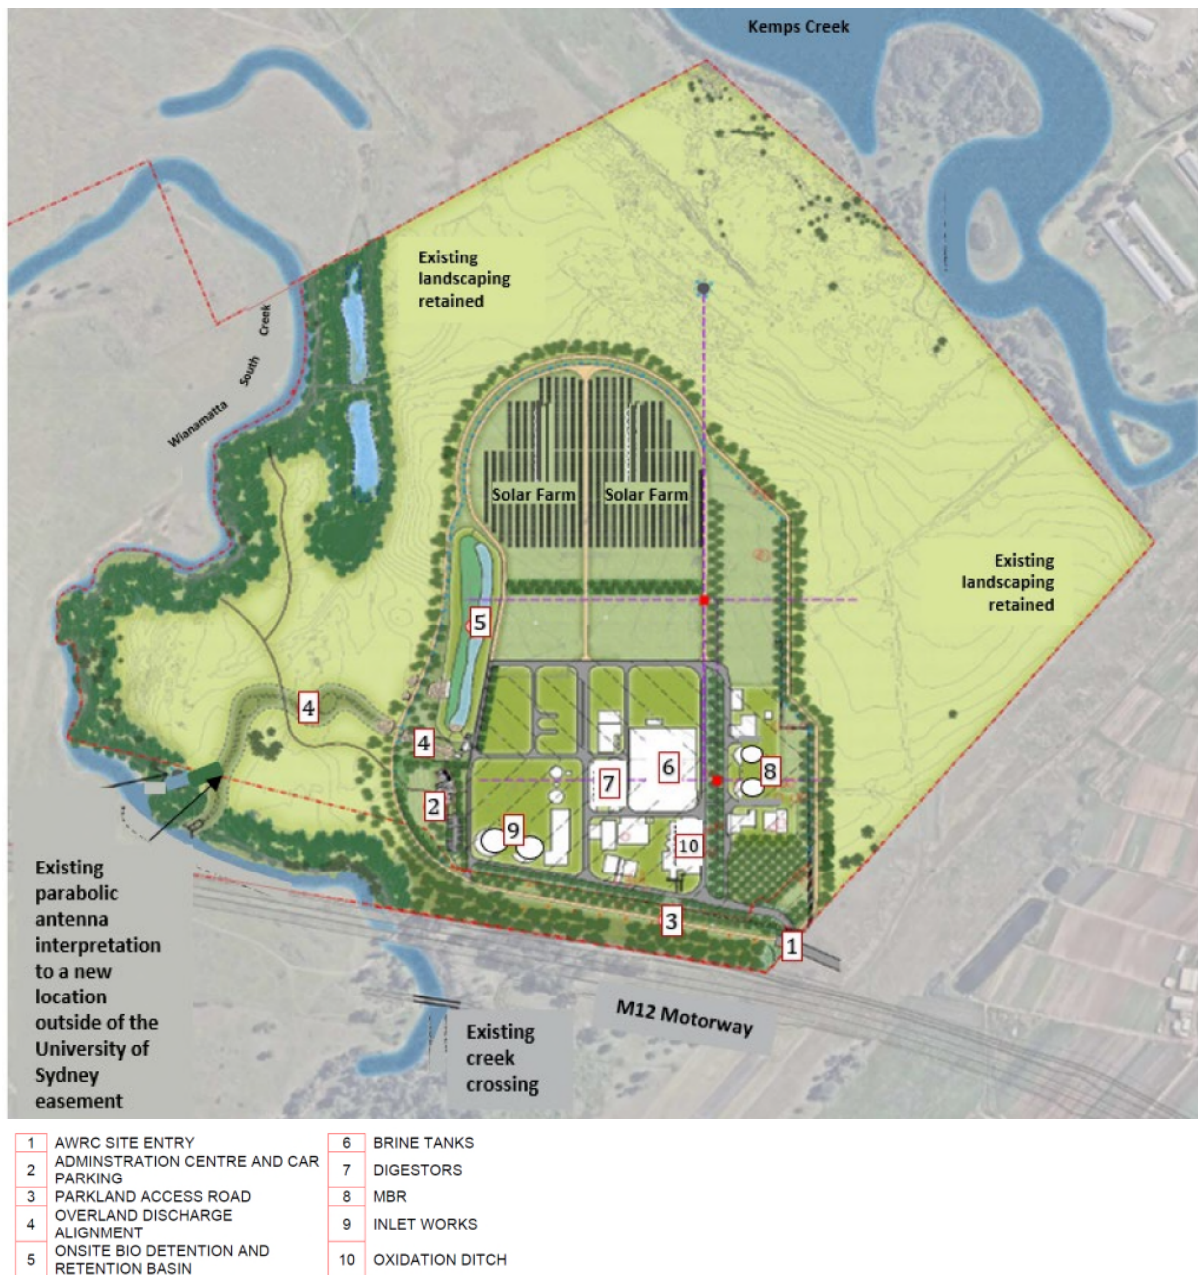 Kemps Creek
Existing
landscaping
retained
Wianamatta South Creek
Solar Farm
Solar Farm
Existing
landscaping
retained
5
4
4
6
7
8
2
9
10
3
1
Existing
parabolic
antenna
interpretation
to a new
location
outside of the
University of
Sydney
easement
M12 Motorway
Existing
creek
crossing
1 AWRC SITE ENTRY
2 ADMINSTRATION CENTRE AND CAR
PARKING
3 PARKLAND ACCESS ROAD
4 OVERLAND DISCHARGE
ALIGNMENT
5 ONSITE BIO DETENTION AND
RETENTION BASIN
6 BRINE TANKS
7 DIGESTORS
8 MBR
9 INLET WORKS
10 OXIDATION DITCH